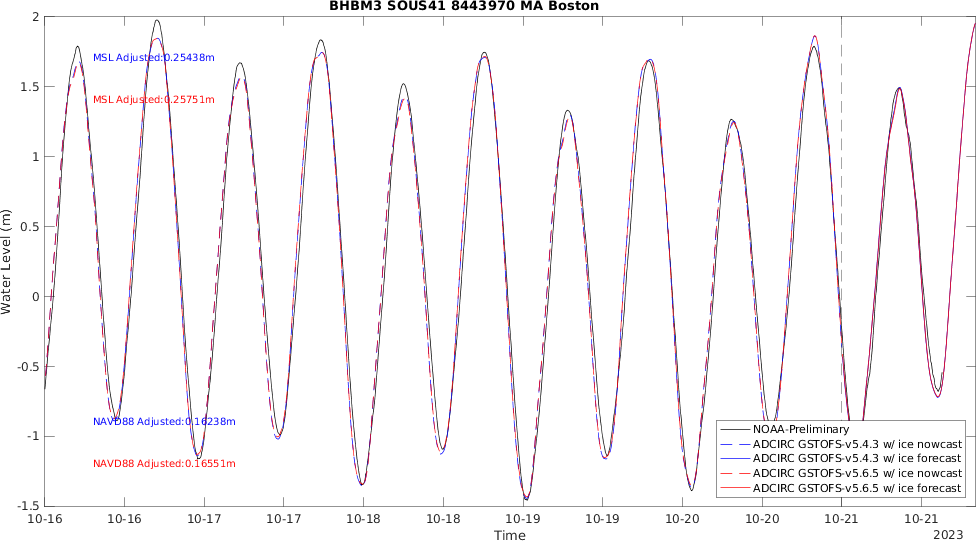 BHBM3 SOUS41 8443970 MA Boston
2
1.5
1
0.5
0
-0.5
-1
-1.5
Water Level (m)
MSL Adjusted:0.25438m
MSL Adjusted:0.25751m
NAVD88 Adjusted:0.16238m
NAVD88 Adjusted:0.16551m
NOAA-Preliminary
ADCIRC GSTOFS-v5.4.3 w/ ice nowcast
ADCIRC GSTOFS-v5.4.3 w/ ice forecast
ADCIRC GSTOFS-v5.6.5 w/ ice nowcast
ADCIRC GSTOFS-v5.6.5 w/ ice forecast
10-16 10-16 10-17 10-17 10-18 10-18 10-19 10-19 10-20 10-20 10-21 10-21
2023
Time